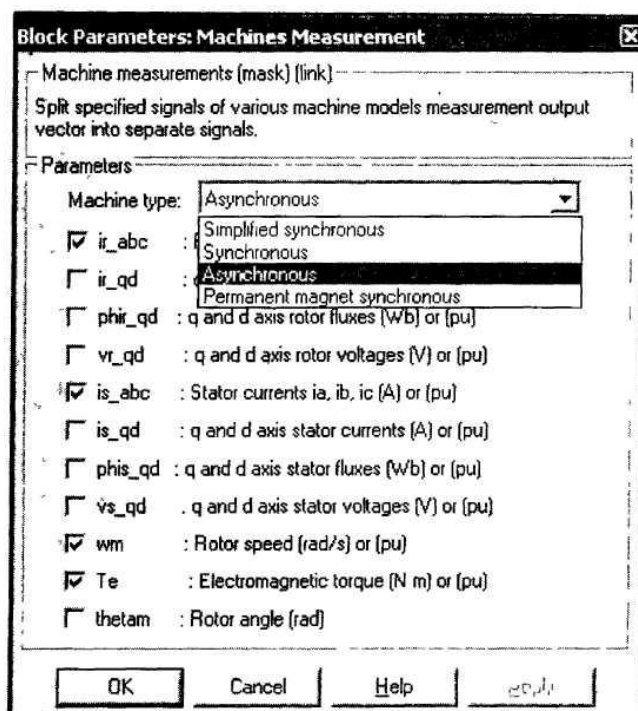 Block Parameters: Machines Measurement
Machine measurements (mask) (link)
Split specified signals of various machine models measurement output
vector into separate signals.
Parameters
Machine type: Asynchronous
Simplified synchronous
Synchronous
Asynchronous
Permanent magnet synchronous
ir_abc :
ir_qd :
phir_qd : q and d axis rotor fluxes (Wb) or (pu)
vr_qd : q and d axis rotor voltages (V) or (pu)
is_abc : Stator currents ia, ib, ic (A) or (pu)
is_qd : q and d axis stator currents (A) or (pu)
phis_qd : q and d axis stator fluxes (Wb) or (pu)
vs_qd . q and d axis stator voltages (V) or (pu)
wm : Rotor speed (rad/s) or (pu)
Te : Electromagnetic torque (N m) or (pu)
thetam : Rotor angle (rad)
OK Cancel Help